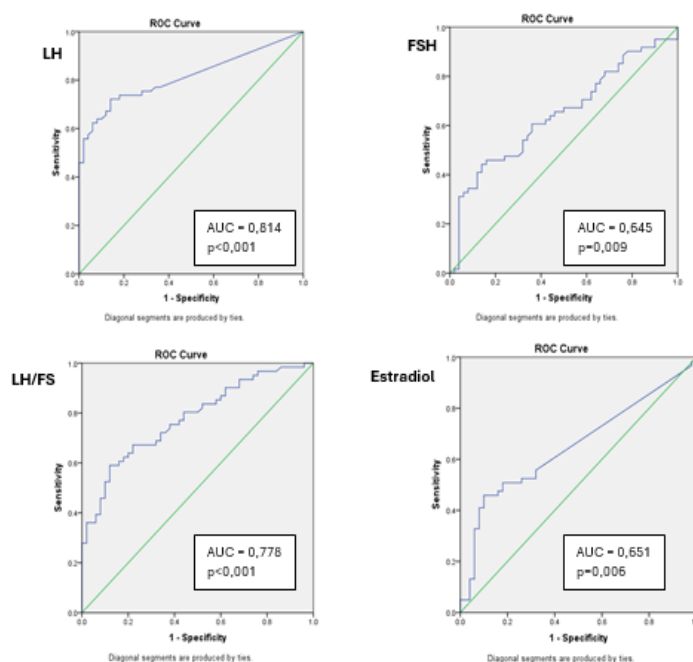 ROC Curve
LH
1.0
0.8
0.6
0.4
0.2
0.0
Sensitivity
AUC = 0,814
p<0,001
0.0 0.2 0.4 0.6 0.8 1.0
1 - Specificity
Diagonal segments are produced by ties.
ROC Curve
FSH
1.0
0.8
0.6
0.4
0.2
0.0
Sensitivity
AUC = 0,645
p=0,009
0.0 0.2 0.4 0.6 0.8 1.0
1 - Specificity
Diagonal segments are produced by ties.
ROC Curve
LH/FS
1.0
0.8
0.6
0.4
0.2
0.0
Sensitivity
AUC = 0,778
p<0,001
0.0 0.2 0.4 0.6 0.8 1.0
1 - Specificity
Diagonal segments are produced by ties.
ROC Curve
Estradiol
1.0
0.8
0.6
0.4
0.2
0.0
Sensitivity
AUC = 0,651
p=0,006
0.0 0.2 0.4 0.6 0.8 1.0
1 - Specificity
Diagonal segments are produced by ties.